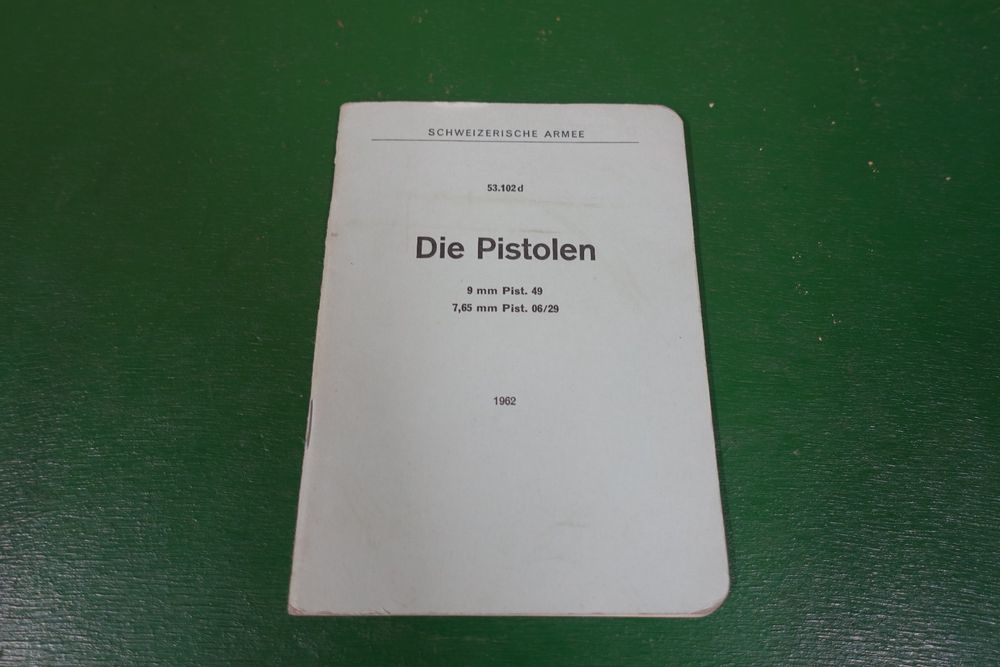 SCHWEIZERISCHE ARMEE
53.102 d
Die Pistolen
9 mm Pist. 49
7,65 mm Pist. 06/29
1962